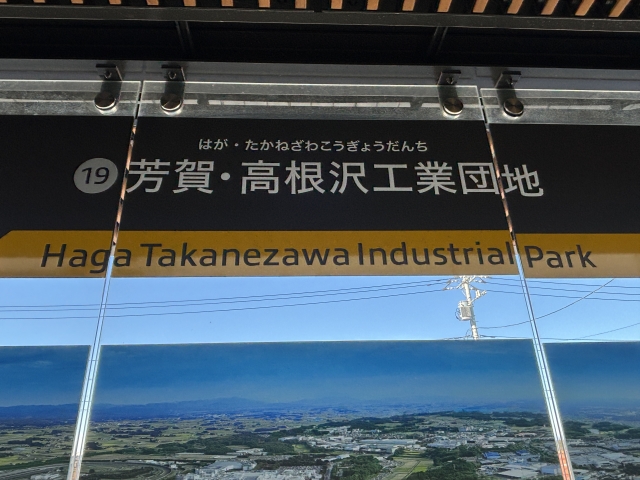 はが・たかねざわこうぎょうだんち
19 芳賀・高根沢工業団地
Haga Takanezawa Industrial Park